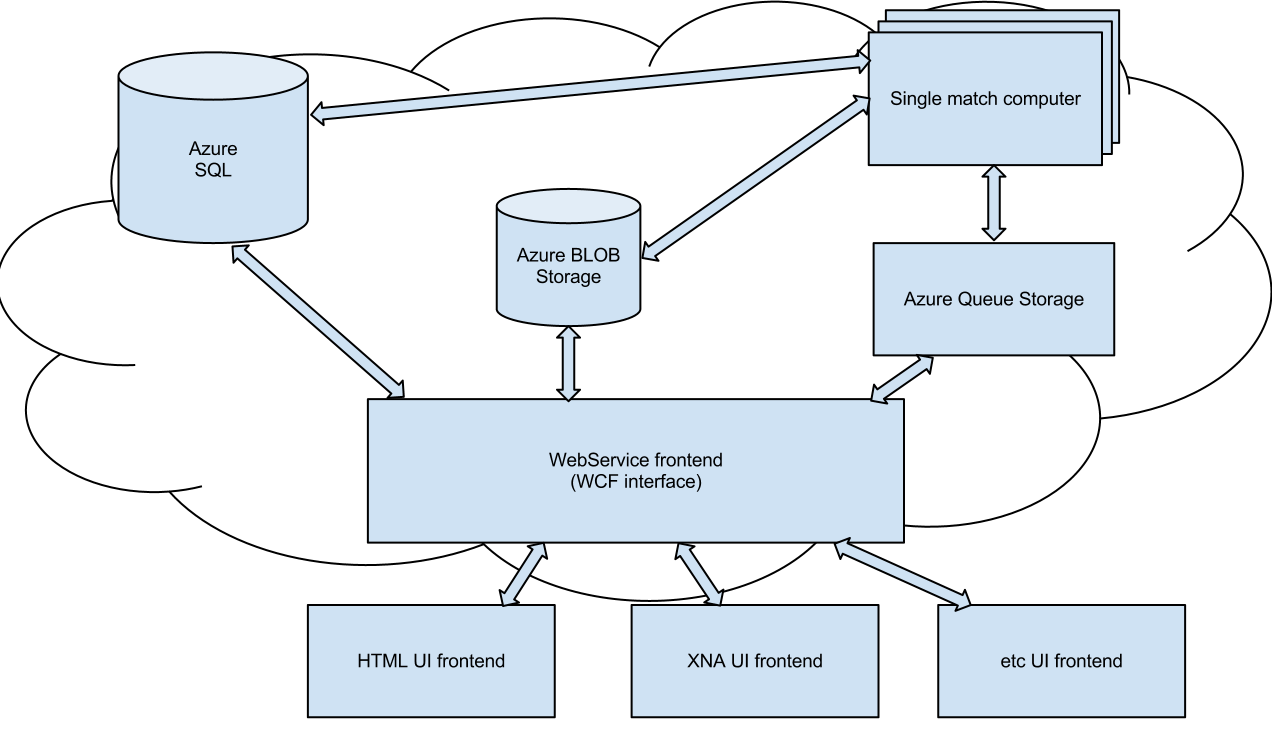 Single match computer
Azure
SQL
Azure BLOB
Storage
Azure Queue Storage
WebService frontend
(WCF interface)
HTML UI frontend
XNA UI frontend
etc UI frontend